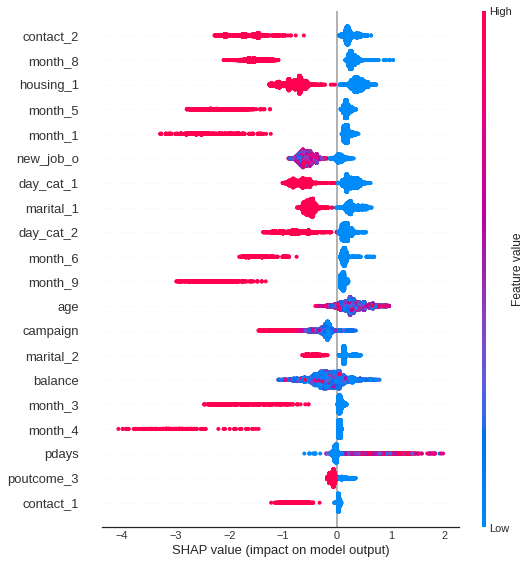 High
contact_2
month_8
housing_1
month_5
month_1
new_job_o
day_cat_1
marital_1
day_cat_2
month_6
month_9
age
campaign
marital_2
balance
month_3
month_4
pdays
poutcome_3
contact_1
Feature value
Low
−4 −3 −2 −1 0 1 2
SHAP value (impact on model output)